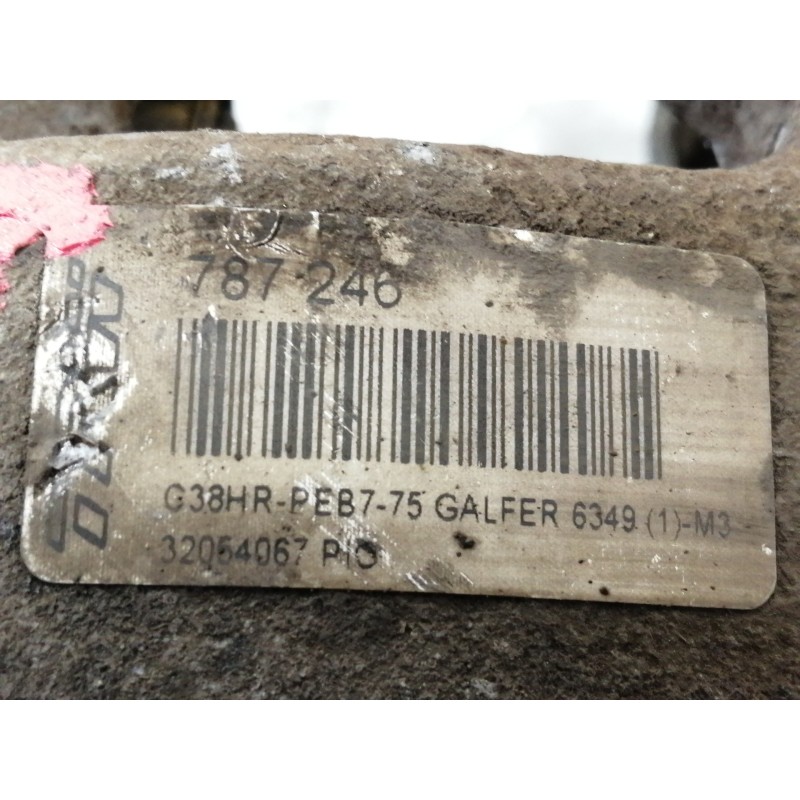 787 246
G38HR-PEB7-75 GALFER 6349 (1)-M3
32054067 PIO